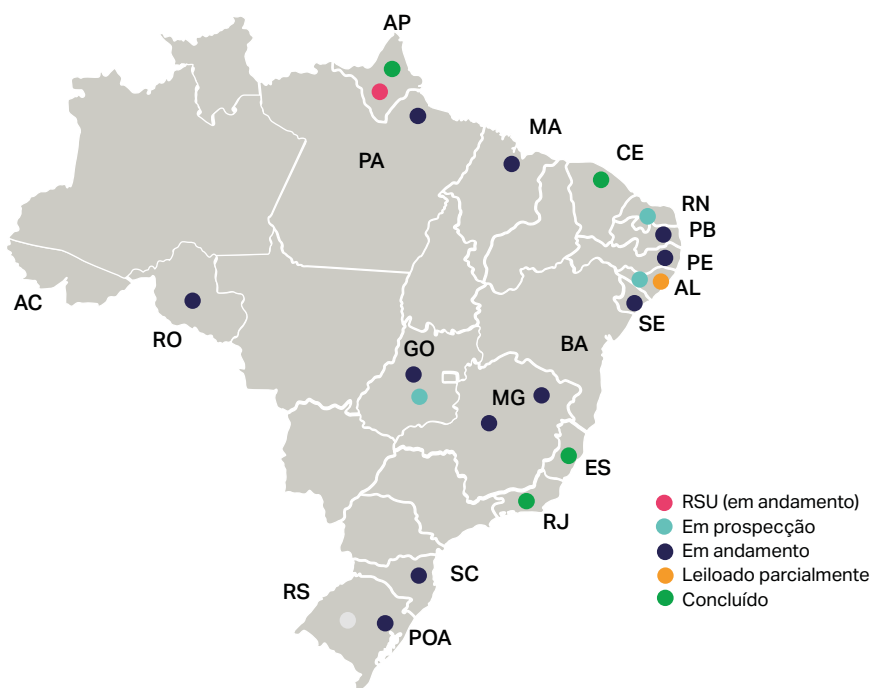 AP
MA
CE
PA
RN
PB
PE
AL
AC
SE
RO
GO
BA
MG
ES
RSU (em andamento)
Em prospecção
RJ
Em andamento
Leiloado parcialmente
SC
RS
Concluído
POA